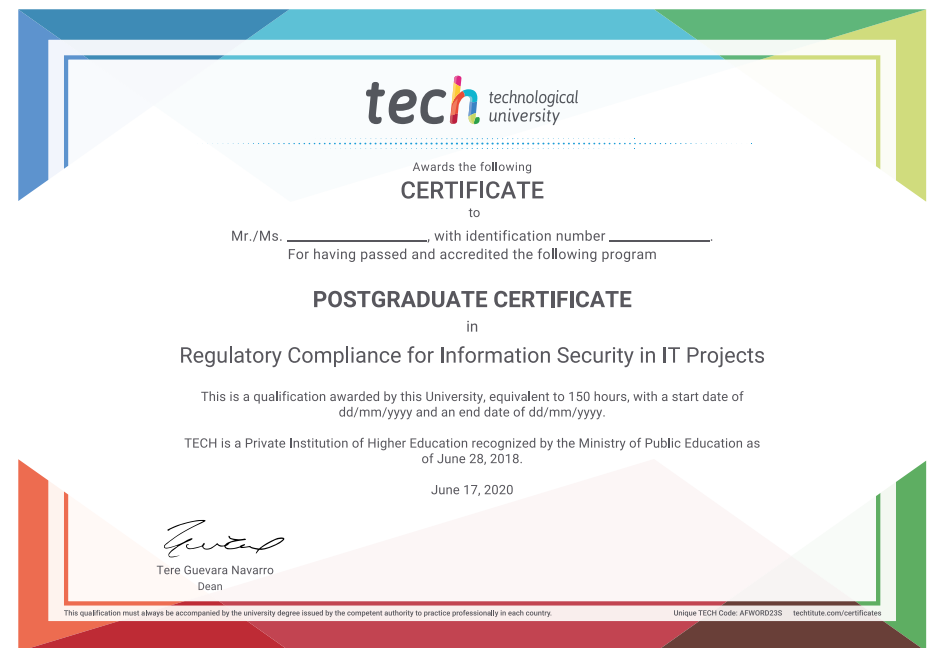 tech technological
university
Awards the following
CERTIFICATE
to
Mr./Ms. ____________________, with identification number ______________.
For having passed and accredited the following program
POSTGRADUATE CERTIFICATE
in
Regulatory Compliance for Information Security in IT Projects
This is a qualification awarded by this University, equivalent to 150 hours, with a start date of
dd/mm/yyyy and an end date of dd/mm/yyyy.
TECH is a Private Institution of Higher Education recognized by the Ministry of Public Education as
of June 28, 2018.
June 17, 2020
Tere Guevara Navarro
Dean
This qualification must always be accompanied by the university degree issued by the competent authority to practice professionally in each country. Unique TECH Code: AFWORD23S techtitute.com/certificates